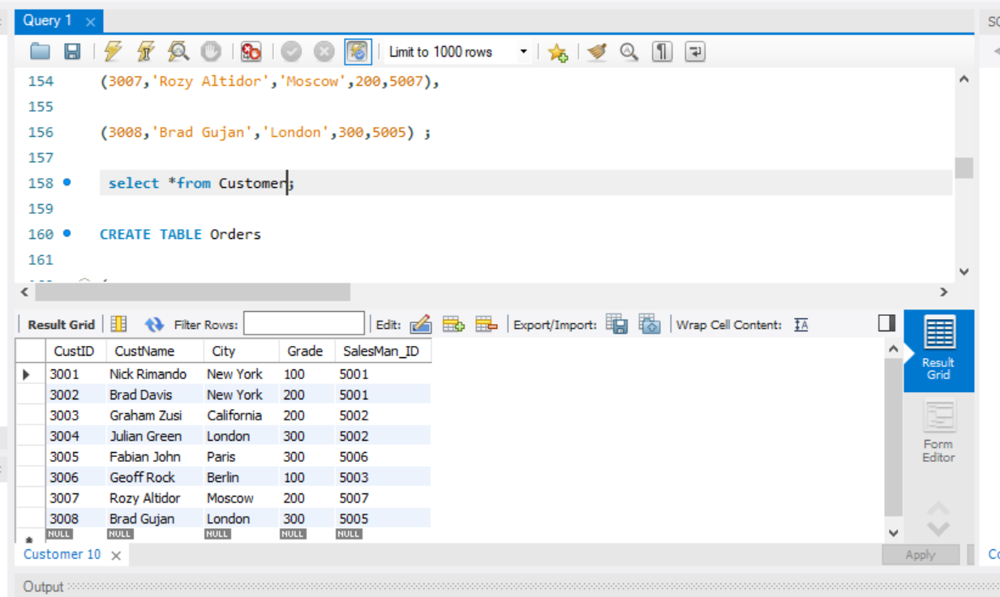 Query 1
SC
Limit to 1000 rows
154 (3007,'Rozy Altidor','Moscow',200,5007),
155
156 (3008,'Brad Gujan','London',300,5005) ;
157
158 select *from Customer;
159
160 CREATE TABLE Orders
161
Result Grid Filter Rows: Edit: Export/Import: Wrap Cell Content: IA
CustID CustName City Grade SalesMan_ID
3001 Nick Rimando New York 100 5001
3002 Brad Davis New York 200 5001
3003 Graham Zusi California 200 5002
3004 Julian Green London 300 5002
3005 Fabian John Paris 300 5006
3006 Geoff Rock Berlin 100 5003
3007 Rozy Altidor Moscow 200 5007
3008 Brad Gujan London 300 5005
NULL NULL NULL NULL NULL
Result
Grid
Form
Editor
Customer 10
Apply
Co
Output